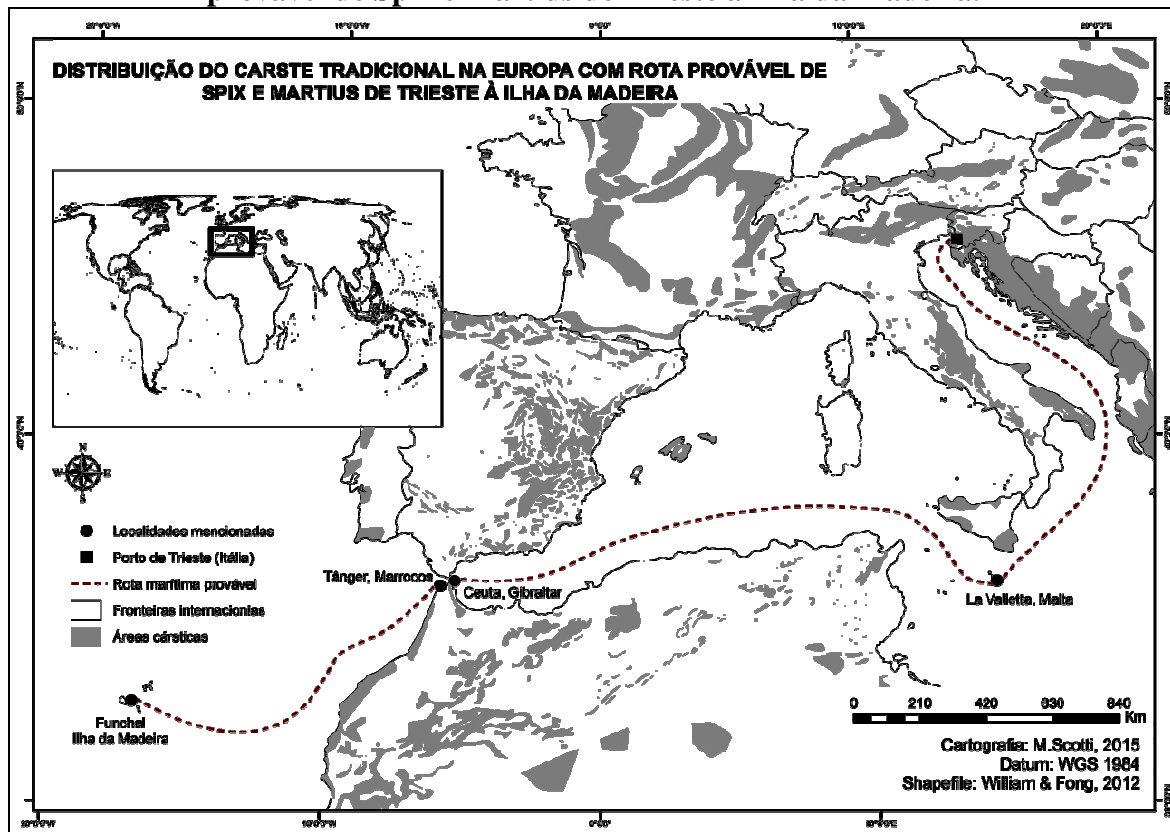 DISTRIBUIÇÃO DO CARSTE TRADICIONAL NA EUROPA COM ROTA PROVÁVEL DE
SPIX E MARTIUS DE TRIESTE À ILHA DA MADEIRA
N
W
E
S
Localidades mencionadas
Porto de Trieste (Itália)
Rota marítima provável
Fronteiras internacionias
Áreas cársticas
Tânger, Marrocos
Ceuta, Gibraltar
La Valletta, Malta
Funchal
Ilha da Madeira
0 210 420 630 840
Km
Cartografia: M.Scotti, 2015
Datum: WGS 1984
Shapefile: William & Fong, 2012